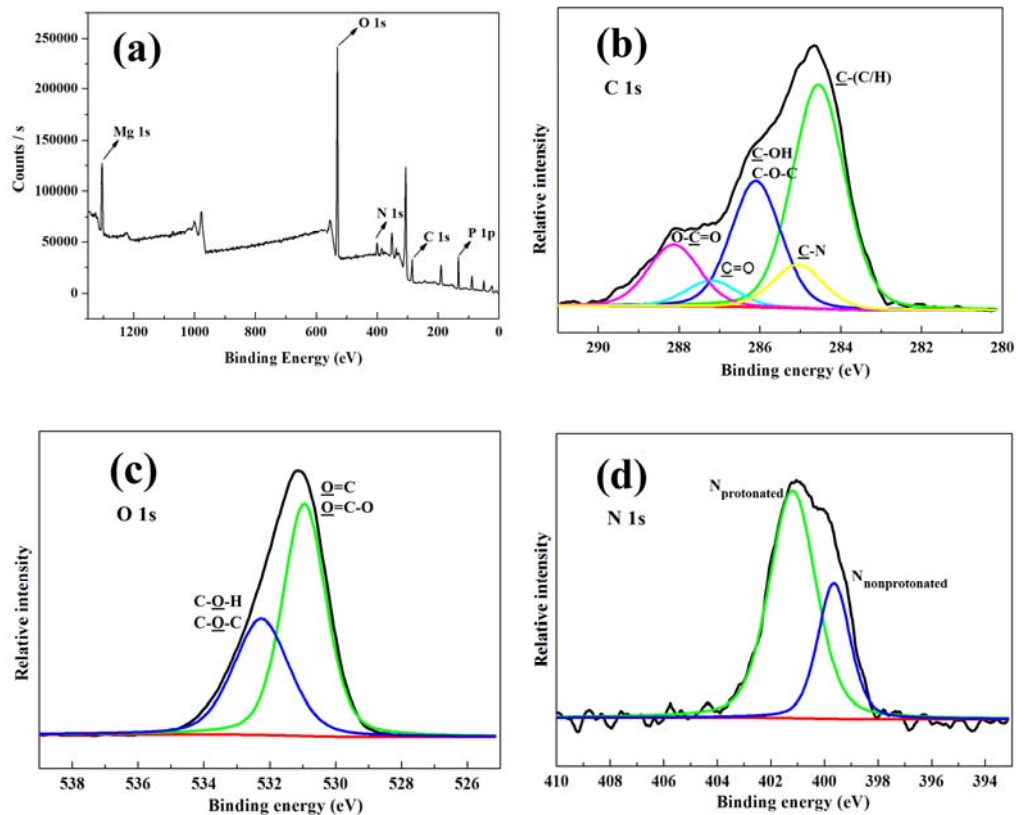 (a)
O 1s
Mg 1s
N 1s
C 1s
P 1p
250000
200000
150000
100000
50000
0
Counts / s
1200 1000 800 600 400 200 0
Binding Energy (eV)
(b)
C 1s
C-(C/H)
C-OH
C-O-C
O-C=O
C=O
C-N
Relative intensity
290 288 286 284 282 280
Binding energy (eV)
(c)
O 1s
O=C
O=C-O
C-O-H
C-O-C
Relative intensity
538 536 534 532 530 528 526
Binding energy (eV)
(d)
N 1s
Nprotonated
Nnonprotonated
Relative intensity
410 408 406 404 402 400 398 396 394
Binding energy (eV)